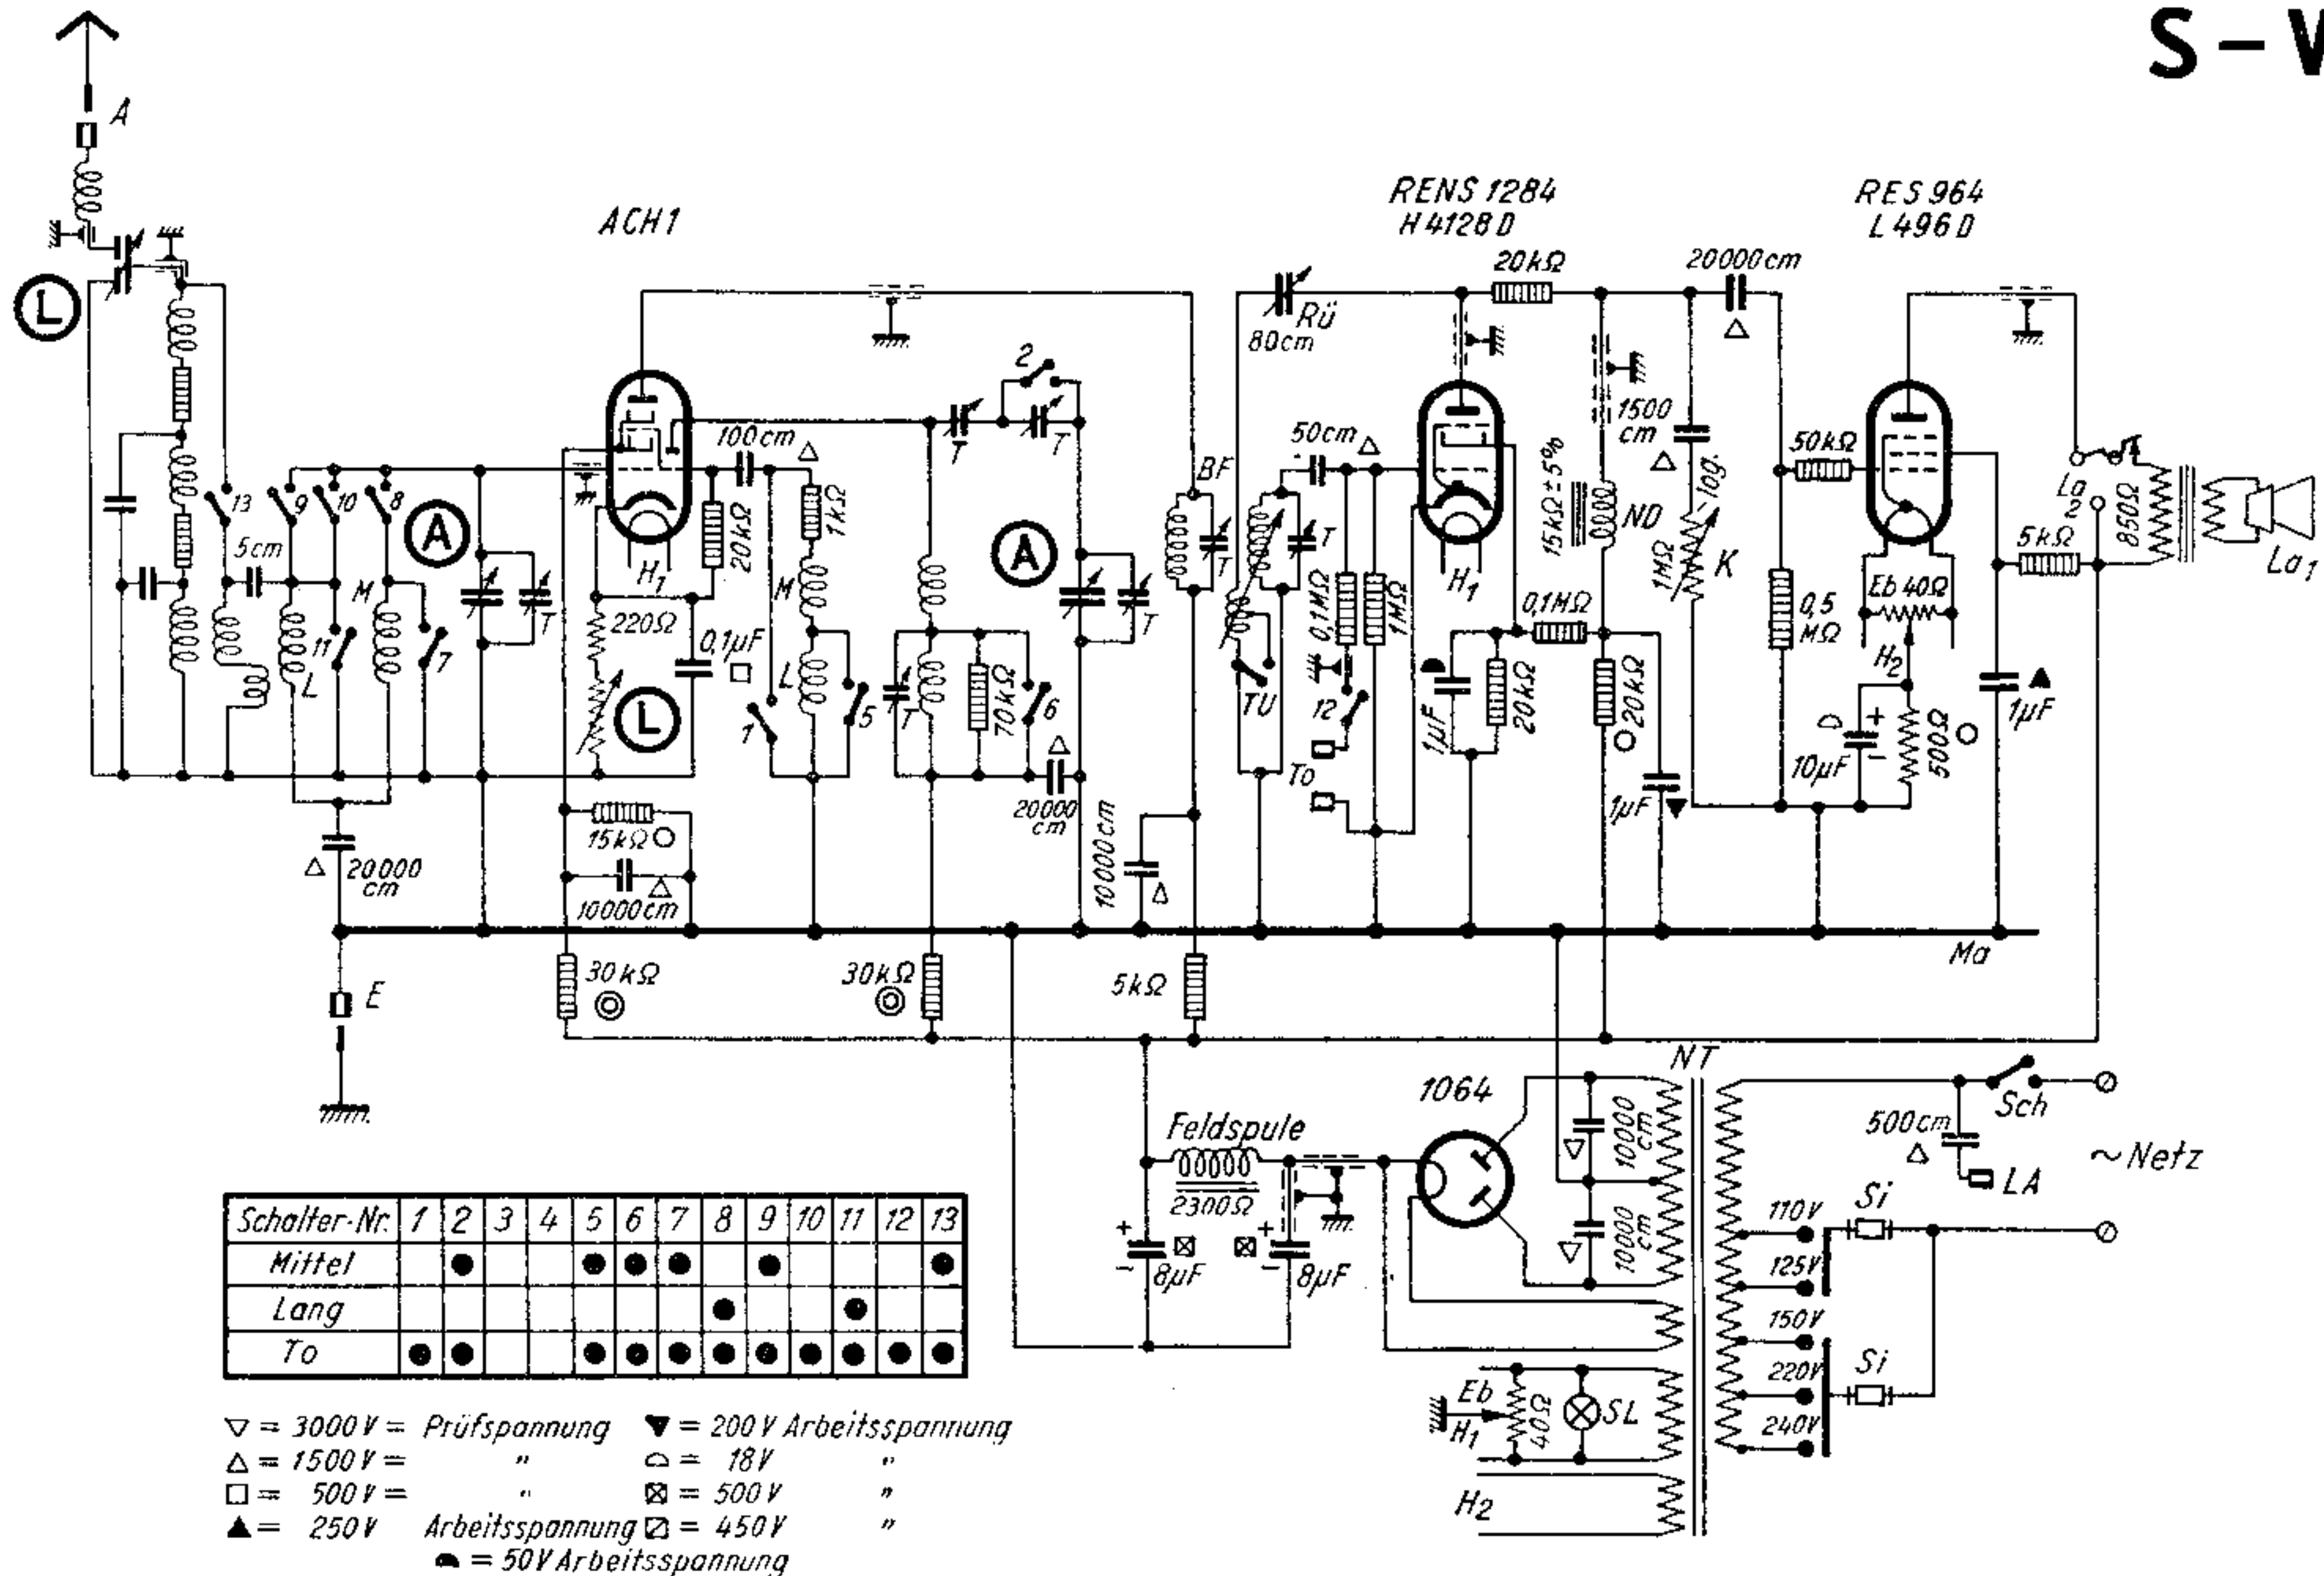 S-V
A
ACH1
RENS 1284
H4128D
RES 964
L496D
20kΩ
20000cm
L
Rü
80cm
2
1500
cm
100cm
T
T
50cm
BF
15kΩ±5%
log.
50kΩ
La
2
850Ω
13
9
10
8
A
1kΩ
A
T
T
ND
5kΩ
La1
5cm
M
T
H1
20kΩ
M
T
0,1MΩ
1MΩ
H1
0,1MΩ
1MΩ
K
0,5
MΩ
Eb 40Ω
220Ω
0,1µF
11
L
7
L
5
L
1
T
70kΩ
6
TU
12
1µF
20kΩ
20kΩ
H2
1µF
10µF
500Ω
To
1µF
20000
cm
15kΩ
10000cm
20000
cm
10000cm
Ma
E
30kΩ
30kΩ
5kΩ
NT
1064
10000
cm
Sch
500cm
LA
~Netz
Feldspule
2300Ω
+
-
8µF
+
-
8µF
10000
cm
Si
110V
125V
150V
Si
220V
240V
Eb
H1
40Ω
SL
H2
Schalter-Nr. 1 2 3 4 5 6 7 8 9 10 11 12 13
Mittel
Lang
To
▽ = 3000V = Prüfspannung ▼ = 200V Arbeitsspannung
△ = 1500V = " ⌓ = 18V "
□ = 500V = " ⊠ = 500V "
▲ = 250V Arbeitsspannung ⍁ = 450V "
◖ = 50V Arbeitsspannung